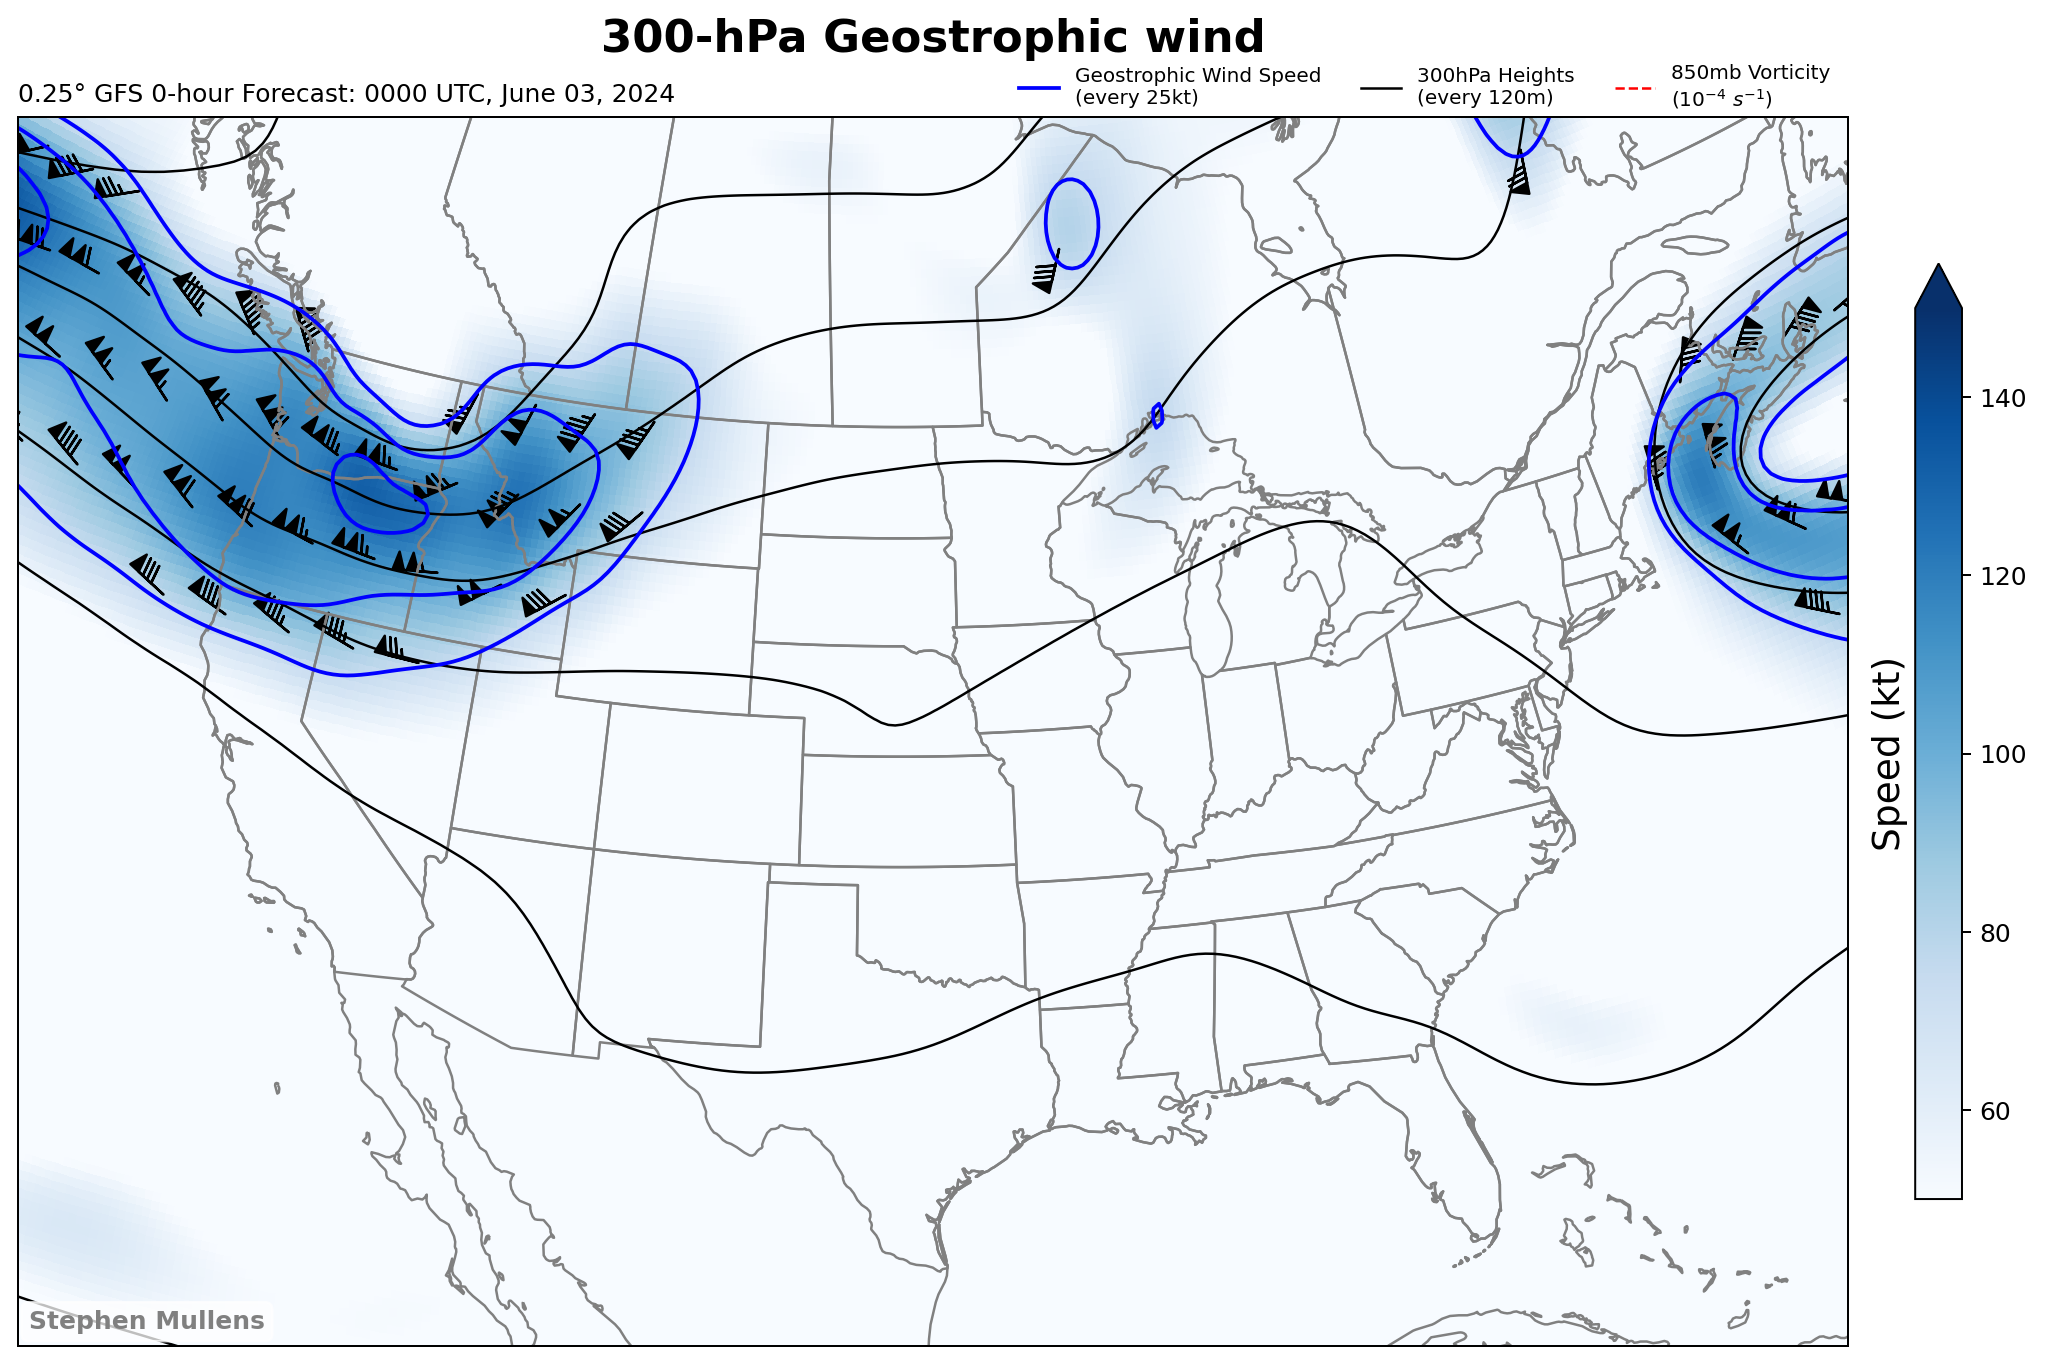 300-hPa Geostrophic wind
0.25° GFS 0-hour Forecast: 0000 UTC, June 03, 2024
Geostrophic Wind Speed
(every 25kt)
300hPa Heights
(every 120m)
850mb Vorticity
(10⁻⁴ s⁻¹)
140
120
100
80
60
Speed (kt)
Stephen Mullens